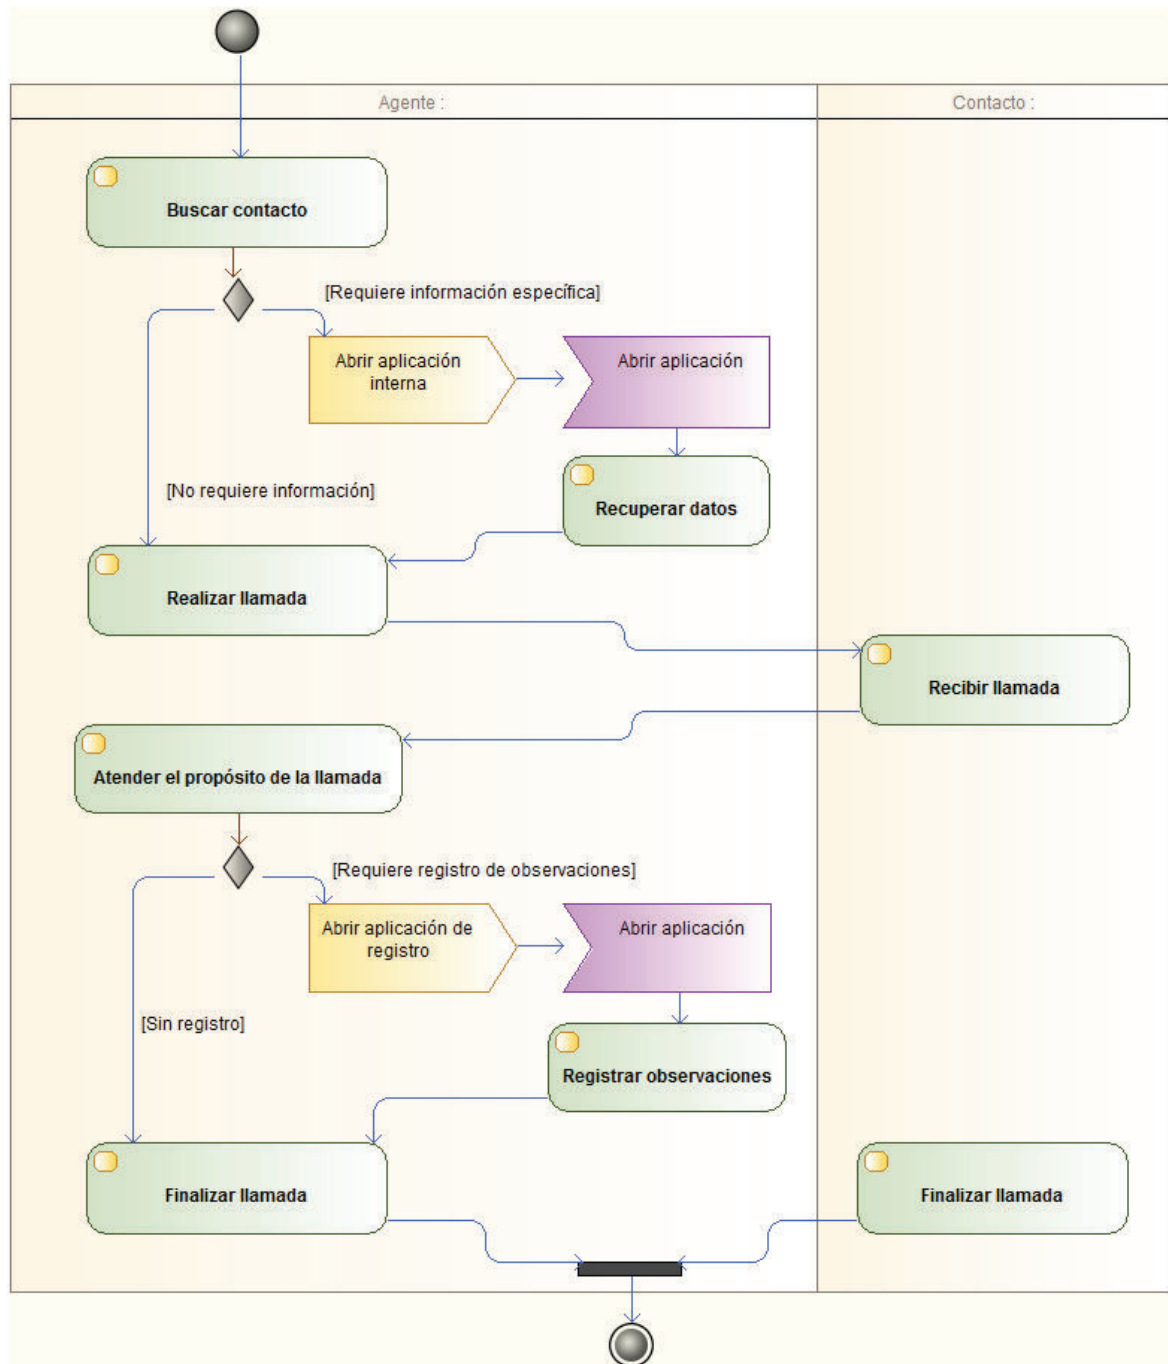 Agente :
Contacto :
Buscar contacto
[Requiere información específica]
Abrir aplicación
interna
Abrir aplicación
[No requiere información]
Recuperar datos
Realizar llamada
Recibir llamada
Atender el propósito de la llamada
[Requiere registro de observaciones]
Abrir aplicación de
registro
Abrir aplicación
[Sin registro]
Registrar observaciones
Finalizar llamada
Finalizar llamada